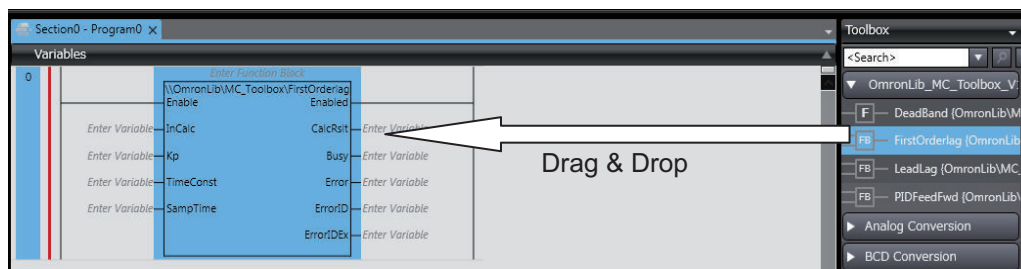 Section0 - Program0 ×
Variables
0
Enter Function Block
\\OmronLib\MC_Toolbox\FirstOrderlag
Enable Enabled
Enter Variable InCalc CalcRslt Enter Variable
Enter Variable Kp Busy Enter Variable
Enter Variable TimeConst Error Enter Variable
Enter Variable SampTime ErrorID Enter Variable
ErrorIDEx Enter Variable
Drag & Drop
Toolbox
<Search>
OmronLib_MC_Toolbox_V
F DeadBand {OmronLib\M
FB FirstOrderlag {OmronLib
FB LeadLag {OmronLib\MC_
FB PIDFeedFwd {OmronLib\
Analog Conversion
BCD Conversion